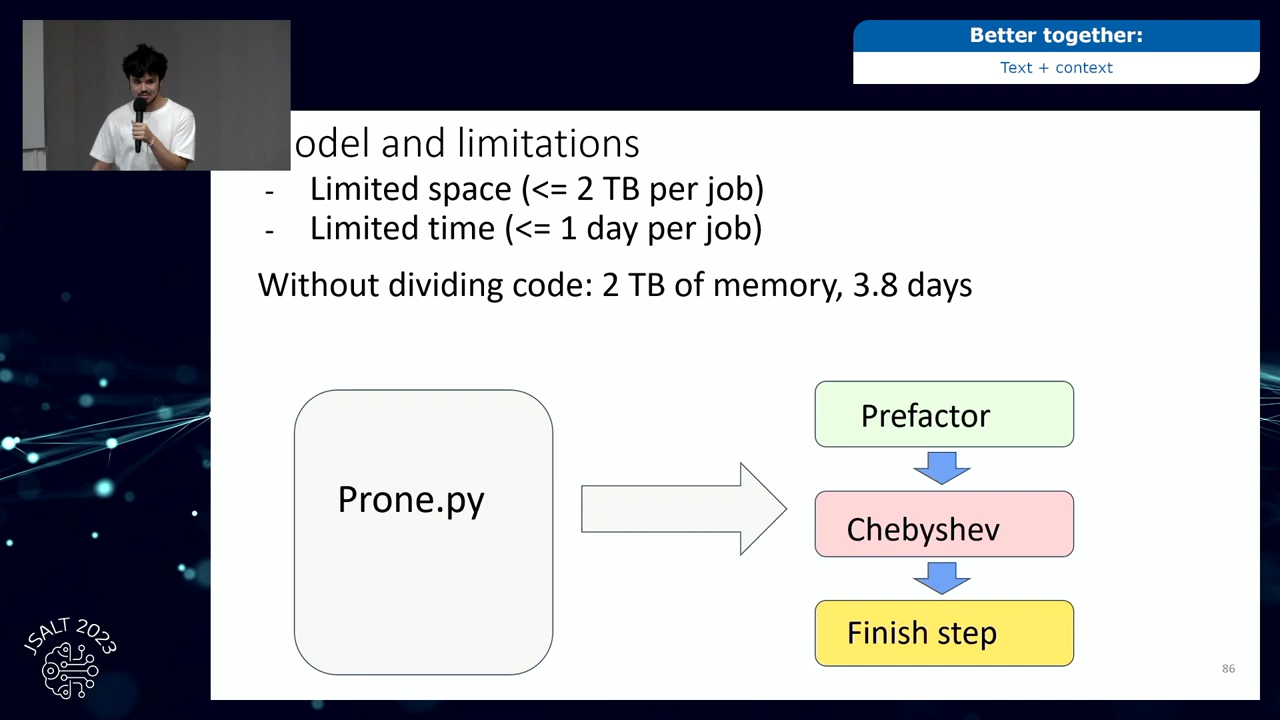 Better together:
Text + context
odel and limitations
- Limited space (<= 2 TB per job)
- Limited time (<= 1 day per job)
Without dividing code: 2 TB of memory, 3.8 days
Prone.py
Prefactor
Chebyshev
Finish step
JSALT 2023
86